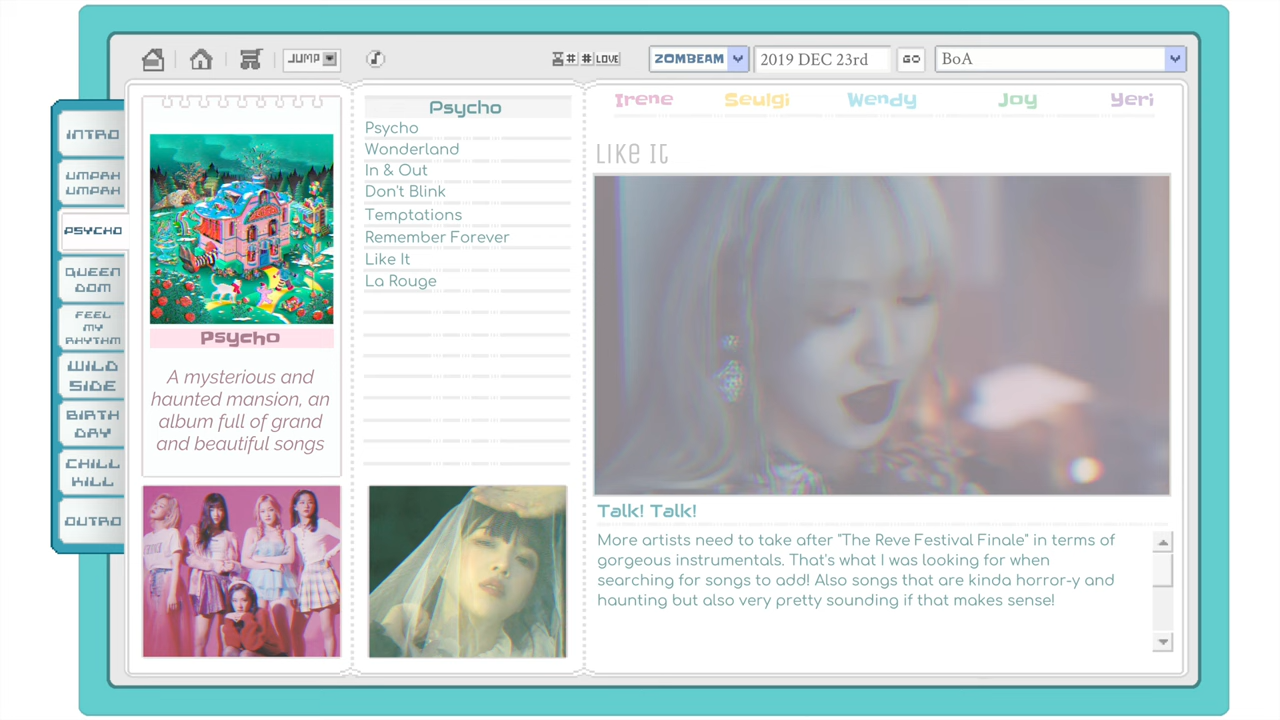 JUMP
# # LOVE
ZOMBEAM
2019 DEC 23rd
GO
BoA
INTRO
UMPAH
UMPAH
PSYCHO
QUEEN
DOM
FEEL
MY
RHYTHM
WILD
SIDE
BIRTH
DAY
CHILL
KILL
OUTRO
Psycho
A mysterious and
haunted mansion, an
album full of grand
and beautiful songs
Psycho
Psycho
Wonderland
In & Out
Don't Blink
Temptations
Remember Forever
Like It
La Rouge
Irene Seulgi Wendy Joy Yeri
Like It
Talk! Talk!
More artists need to take after "The Reve Festival Finale" in terms of
gorgeous instrumentals. That's what I was looking for when
searching for songs to add! Also songs that are kinda horror-y and
haunting but also very pretty sounding if that makes sense!